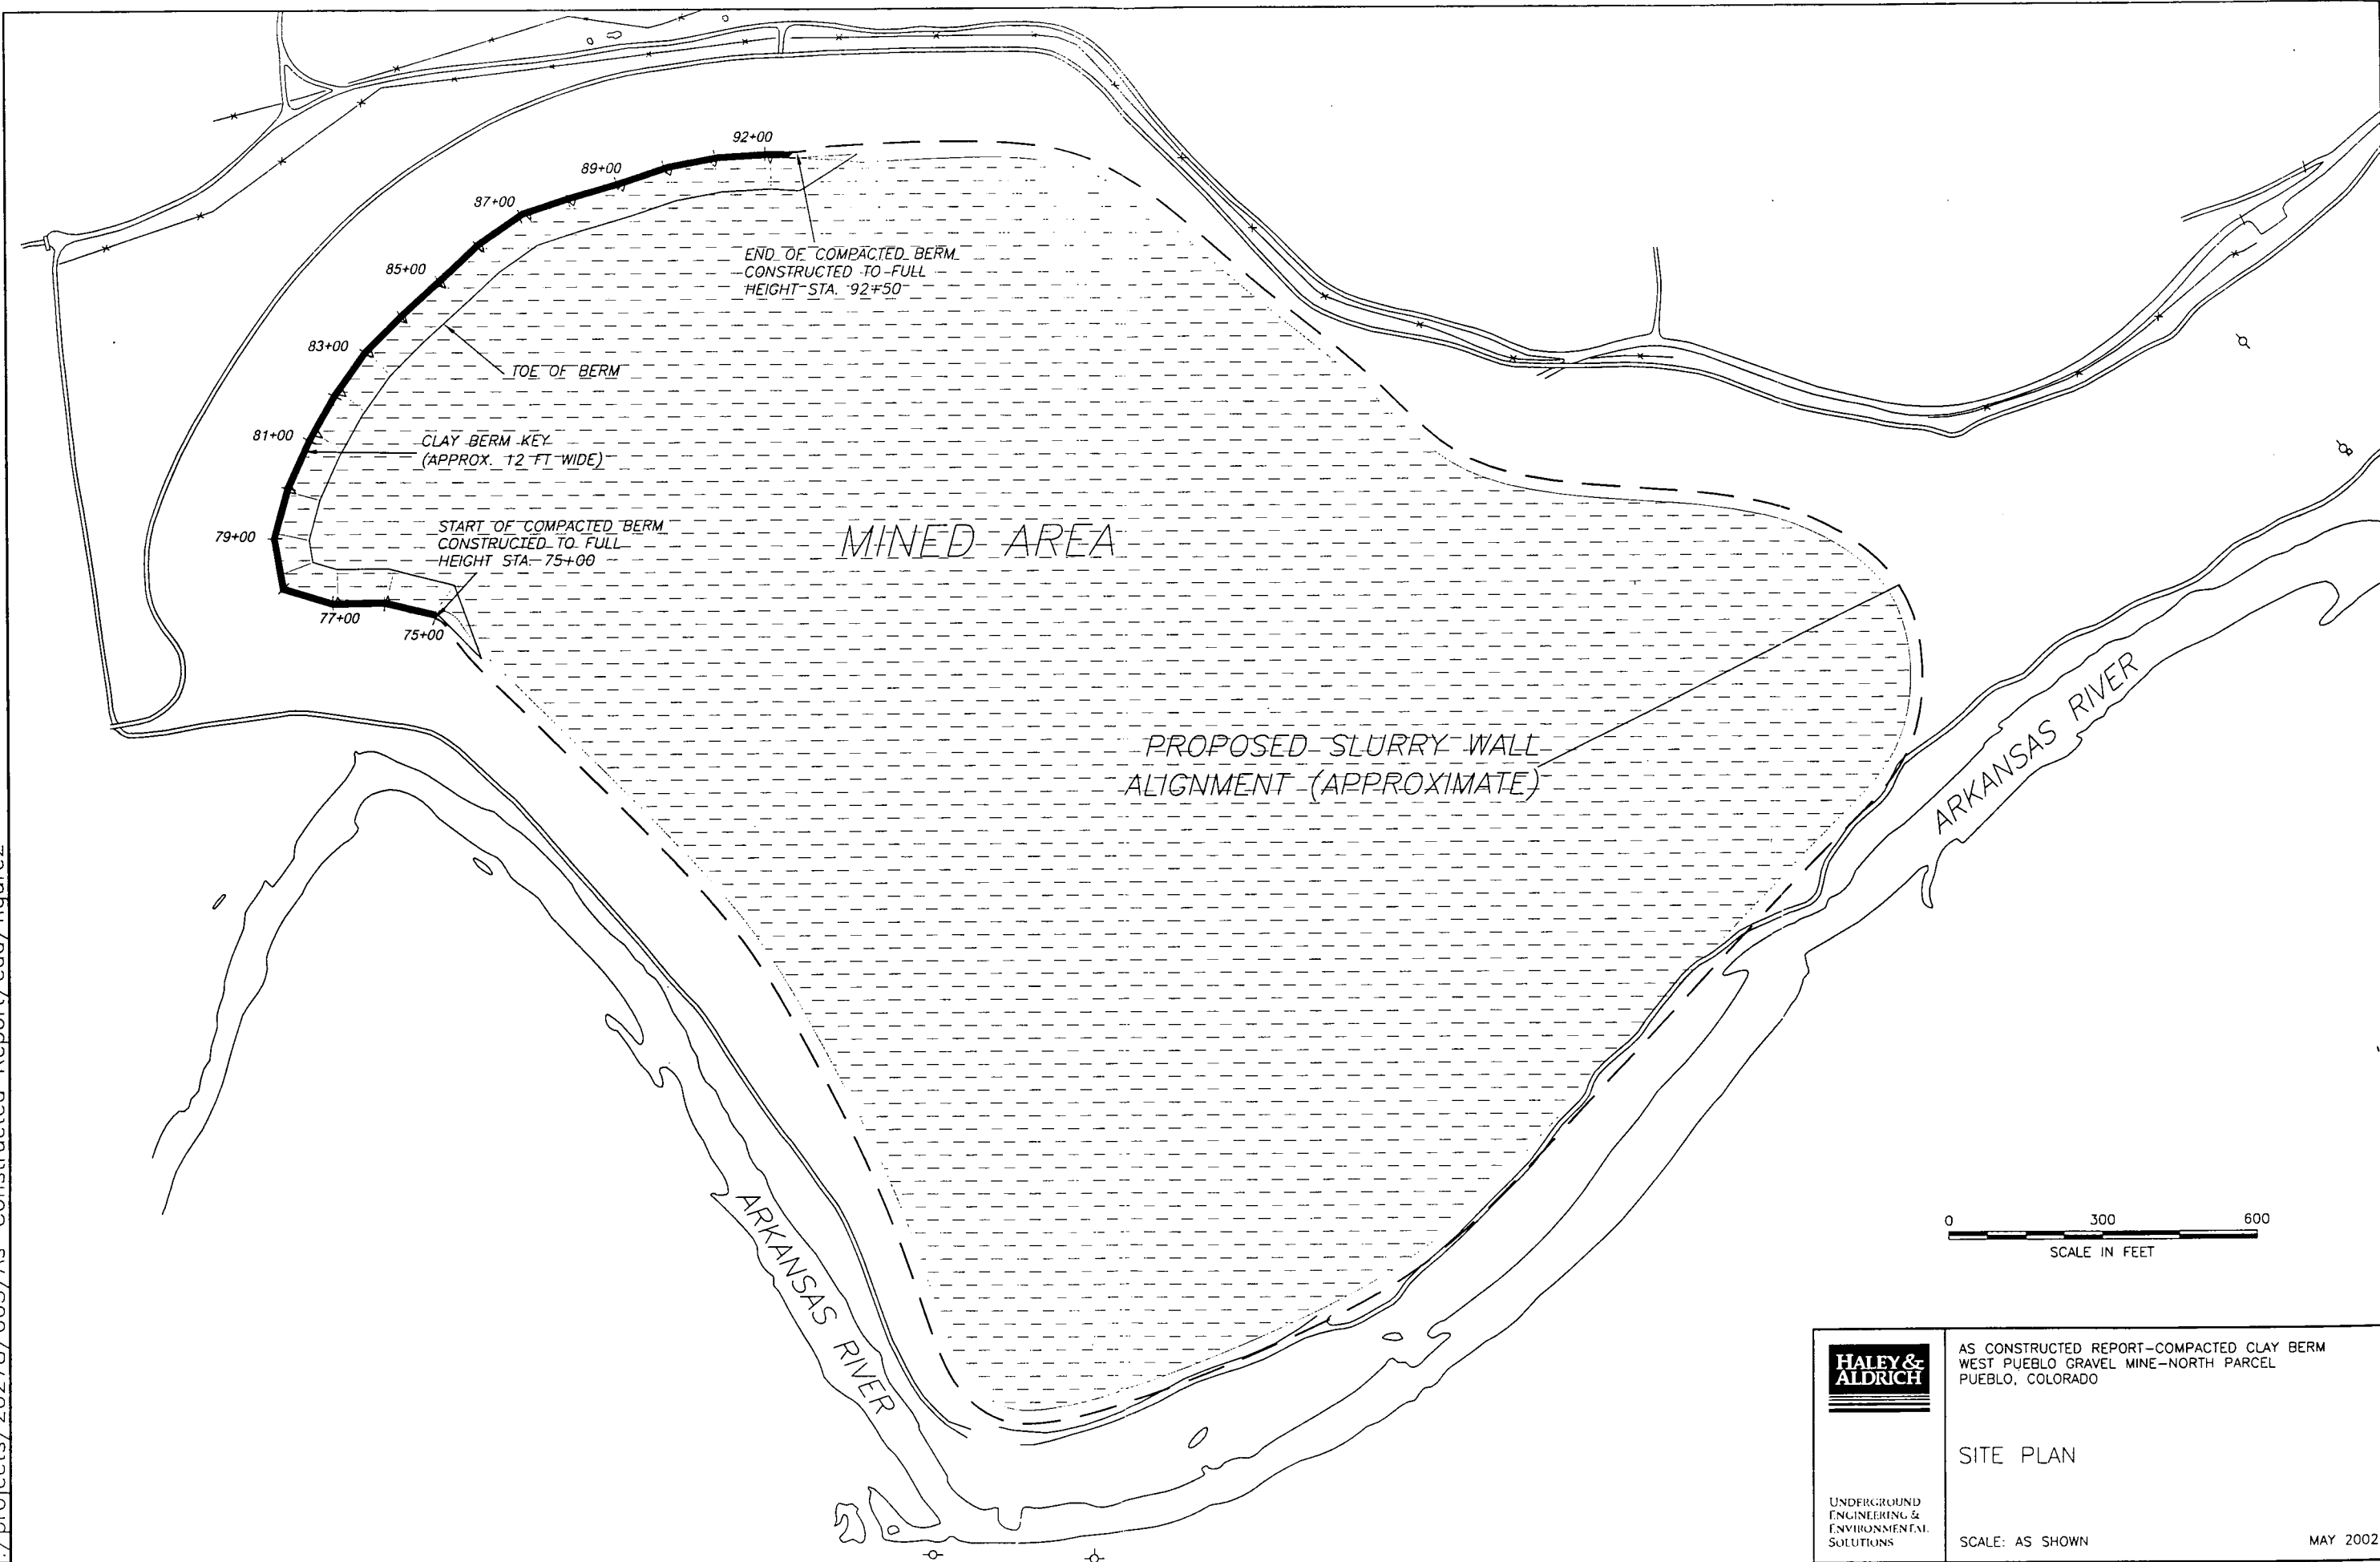 92+00
89+00
87+00
85+00
83+00
81+00
79+00
77+00
75+00
END OF COMPACTED BERM
CONSTRUCTED TO FULL
HEIGHT STA. 92+50
TOE OF BERM
CLAY BERM KEY
(APPROX. 12 FT WIDE)
START OF COMPACTED BERM
CONSTRUCTED TO FULL
HEIGHT STA. 75+00
MINED AREA
PROPOSED SLURRY WALL
ALIGNMENT (APPROXIMATE)
ARKANSAS RIVER
ARKANSAS RIVER
0 300 600
SCALE IN FEET
HALEY &
ALDRICH
UNDERGROUND
ENGINEERING &
ENVIRONMENTAL
SOLUTIONS
AS CONSTRUCTED REPORT-COMPACTED CLAY BERM
WEST PUEBLO GRAVEL MINE-NORTH PARCEL
PUEBLO, COLORADO
SITE PLAN
SCALE: AS SHOWN MAY 2002